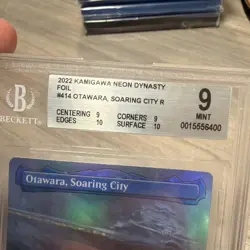 2022 KAMIGAWA NEON DYNASTY
FOIL
#414 OTAWARA, SOARING CITY R
CENTERING 9 CORNERS 9
EDGES 10 SURFACE 10
9
MINT
0015556400
BECKETT
Otawara, Soaring City